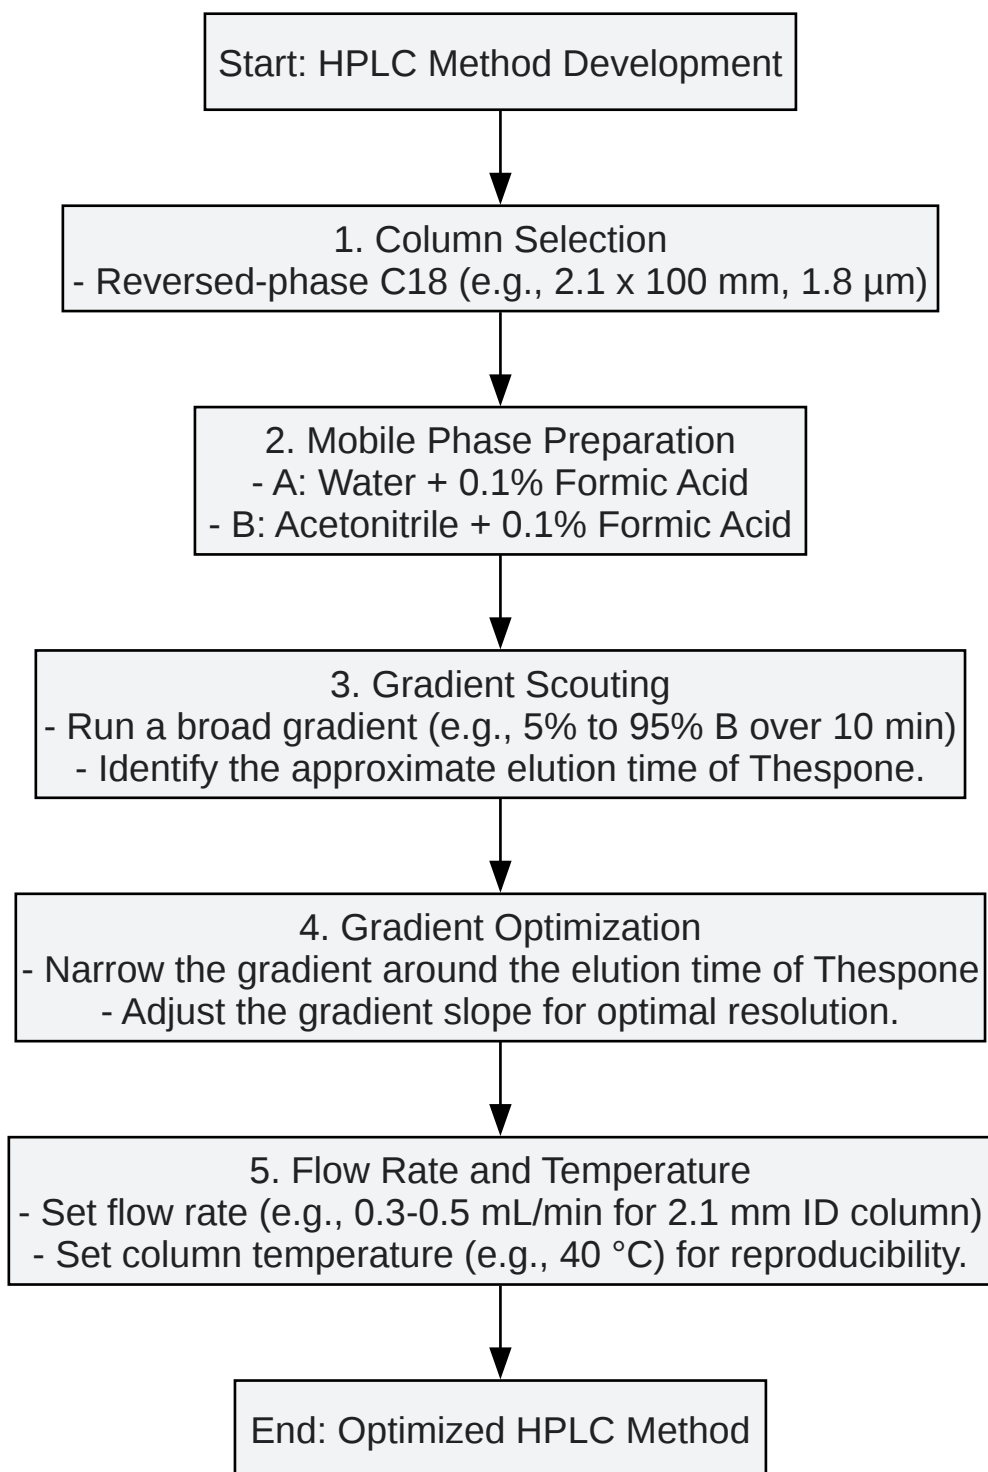 Start: HPLC Method Development
1. Column Selection
- Reversed-phase C18 (e.g., 2.1 x 100 mm, 1.8 µm)
2. Mobile Phase Preparation
- A: Water + 0.1% Formic Acid
- B: Acetonitrile + 0.1% Formic Acid
3. Gradient Scouting
- Run a broad gradient (e.g., 5% to 95% B over 10 min)
- Identify the approximate elution time of Thespone.
4. Gradient Optimization
- Narrow the gradient around the elution time of Thespone
- Adjust the gradient slope for optimal resolution.
5. Flow Rate and Temperature
- Set flow rate (e.g., 0.3-0.5 mL/min for 2.1 mm ID column)
- Set column temperature (e.g., 40 °C) for reproducibility.
End: Optimized HPLC Method